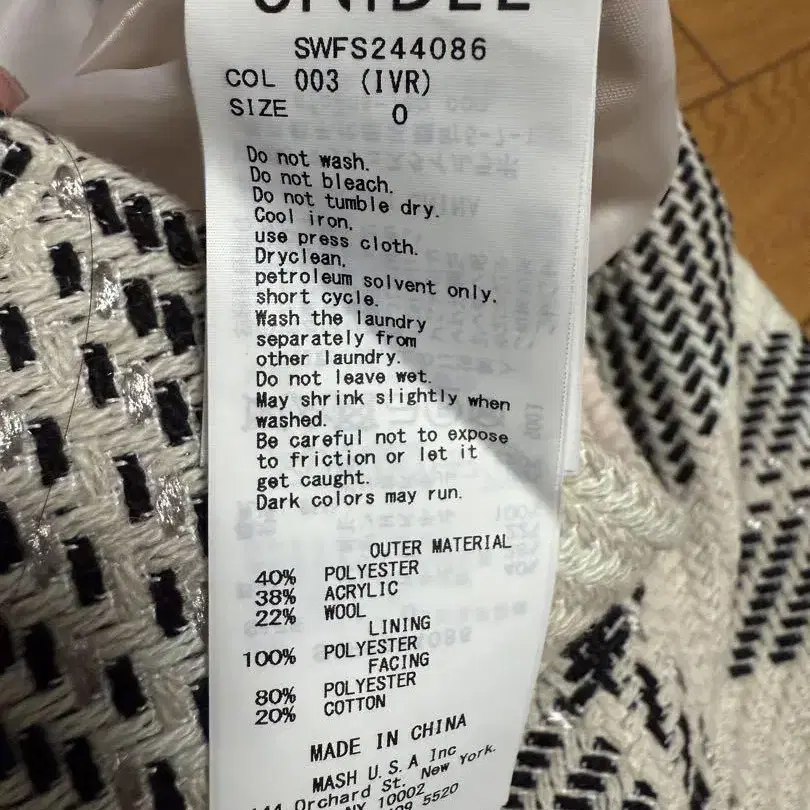 SWFS244086
COL 003 (IVR)
SIZE 0
Do not wash.
Do not bleach.
Do not tumble dry.
Cool iron,
use press cloth.
Dryclean,
petroleum solvent only.
short cycle.
Wash the laundry
separately from
other laundry.
Do not leave wet.
May shrink slightly when
washed.
Be careful not to expose
to friction or let it
get caught.
Dark colors may run.
OUTER MATERIAL
40% POLYESTER
38% ACRYLIC
22% WOOL
LINING
100% POLYESTER
FACING
80% POLYESTER
20% COTTON
MADE IN CHINA
MASH U.S.A Inc
Orchard St. New York.
NY 10002
5520